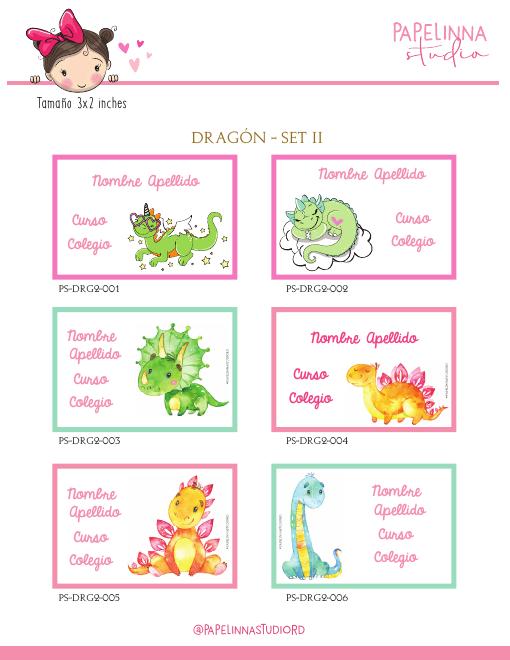 PAPELINNA
studio
Tamaño 3x2 inches
DRAGÓN - SET II
Nombre Apellido
Curso
Colegio
PS-DRG2-001
Nombre Apellido
Curso
Colegio
PS-DRG2-002
Nombre
Apellido
Curso
Colegio
PS-DRG2-003
Nombre Apellido
Curso
Colegio
PS-DRG2-004
Nombre
Apellido
Curso
Colegio
PS-DRG2-005
Nombre
Apellido
Curso
Colegio
PS-DRG2-006
@PAPELINNASTUDIORD